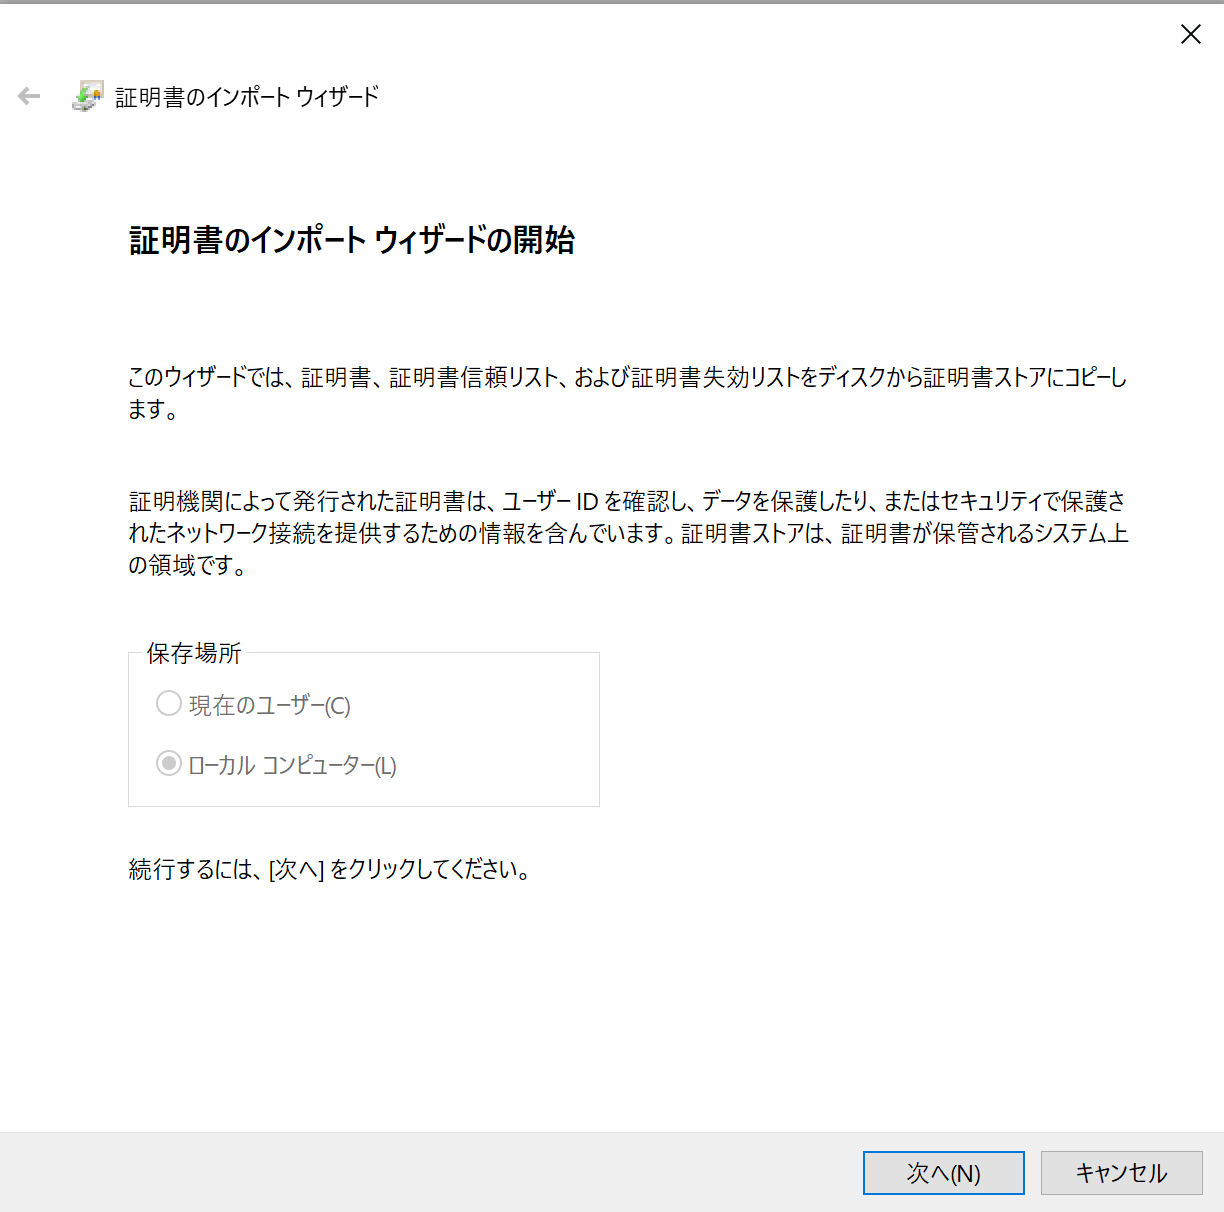 証明書のインポート ウィザード
証明書のインポート ウィザードの開始
このウィザードでは、証明書、証明書信頼リスト、および証明書失効リストをディスクから証明書ストアにコピーし
ます。
証明機関によって発行された証明書は、ユーザー ID を確認し、データを保護したり、またはセキュリティで保護さ
れたネットワーク接続を提供するための情報を含んでいます。証明書ストアは、証明書が保管されるシステム上
の領域です。
保存場所
現在のユーザー(C)
ローカル コンピューター(L)
続行するには、[次へ] をクリックしてください。
次へ(N)
キャンセル